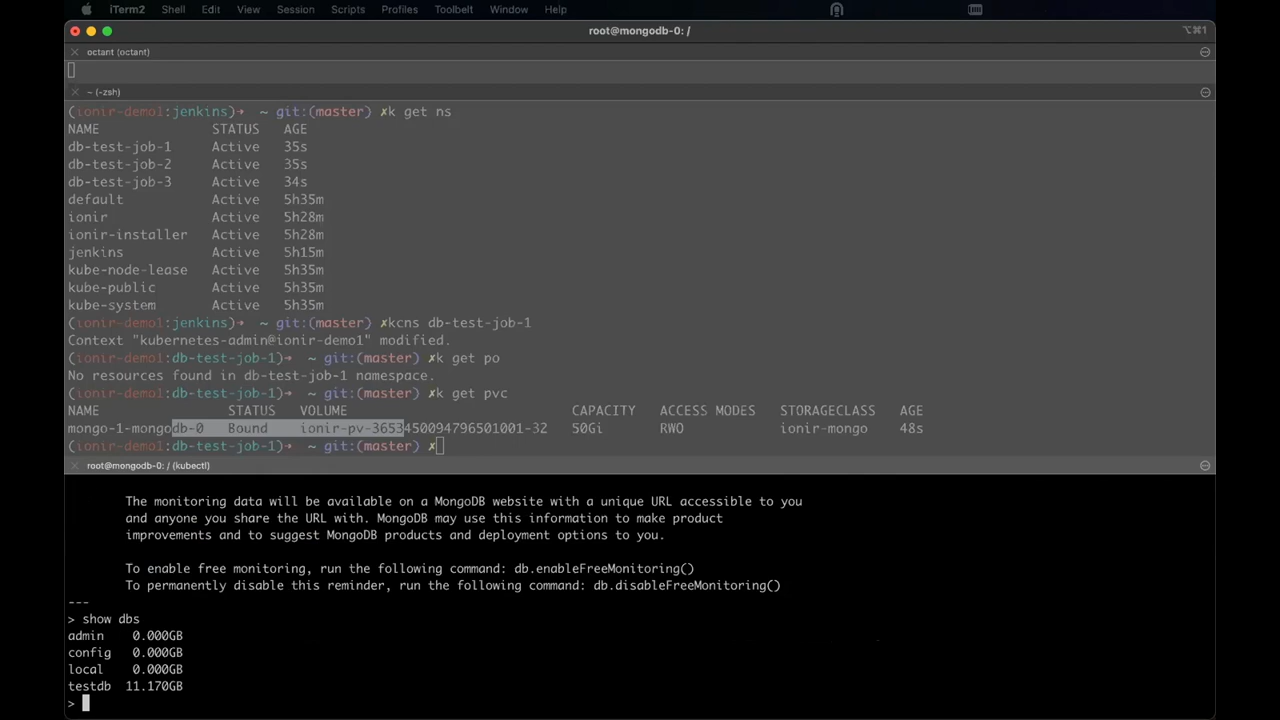 iTerm2 Shell Edit View Session Scripts Profiles Toolbelt Window Help
root@mongodb-0: / ⌥⌘1
octant (octant)
~ (-zsh)
(ionir-demo1:jenkins)➜ ~ git:(master) ✗k get ns
NAME STATUS AGE
db-test-job-1 Active 35s
db-test-job-2 Active 35s
db-test-job-3 Active 34s
default Active 5h35m
ionir Active 5h28m
ionir-installer Active 5h28m
jenkins Active 5h15m
kube-node-lease Active 5h35m
kube-public Active 5h35m
kube-system Active 5h35m
(ionir-demo1:jenkins)➜ ~ git:(master) ✗kcns db-test-job-1
Context "kubernetes-admin@ionir-demo1" modified.
(ionir-demo1:db-test-job-1)➜ ~ git:(master) ✗k get po
No resources found in db-test-job-1 namespace.
(ionir-demo1:db-test-job-1)➜ ~ git:(master) ✗k get pvc
NAME STATUS VOLUME CAPACITY ACCESS MODES STORAGECLASS AGE
mongo-1-mongodb-0 Bound ionir-pv-3653450094796501001-32 50Gi RWO ionir-mongo 48s
(ionir-demo1:db-test-job-1)➜ ~ git:(master) ✗
root@mongodb-0: / (kubectl)
The monitoring data will be available on a MongoDB website with a unique URL accessible to you
and anyone you share the URL with. MongoDB may use this information to make product
improvements and to suggest MongoDB products and deployment options to you.
To enable free monitoring, run the following command: db.enableFreeMonitoring()
To permanently disable this reminder, run the following command: db.disableFreeMonitoring()
---
> show dbs
admin 0.000GB
config 0.000GB
local 0.000GB
testdb 11.170GB
>